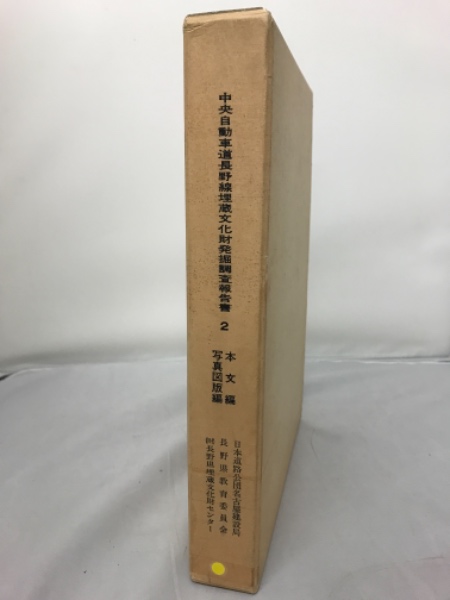 中央自動車道長野線埋蔵文化財発掘調査報告書 2
本文編
写真図版編
日本道路公団名古屋建設局
長野県教育委員会
㈶長野県埋蔵文化財センター